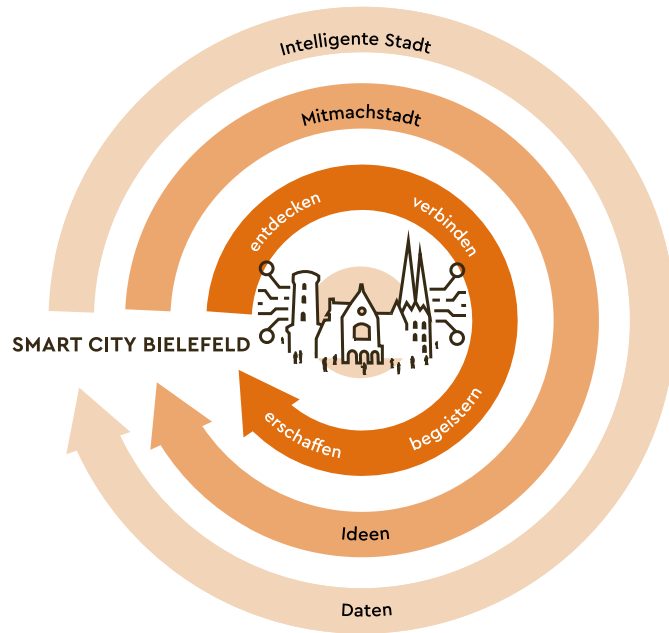 Intelligente Stadt
Mitmachstadt
entdecken
verbinden
SMART CITY BIELEFELD
erschaffen
begeistern
Ideen
Daten